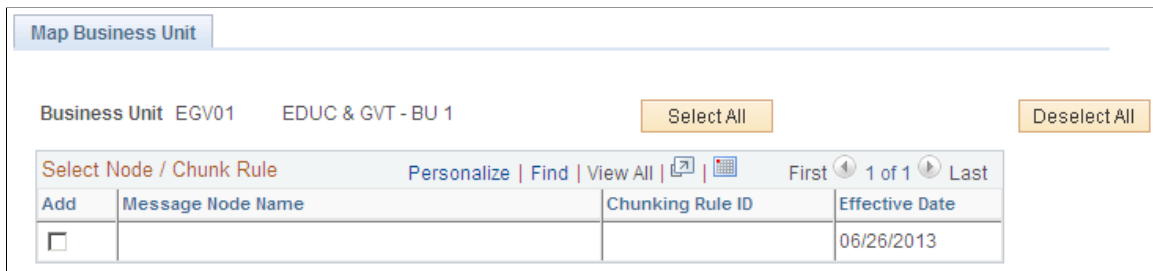 Map Business Unit
Business Unit EGV01 EDUC & GVT - BU 1 Select All Deselect All
Select Node / Chunk Rule Personalize | Find | View All | | First 1 of 1 Last
Add Message Node Name Chunking Rule ID Effective Date
06/26/2013